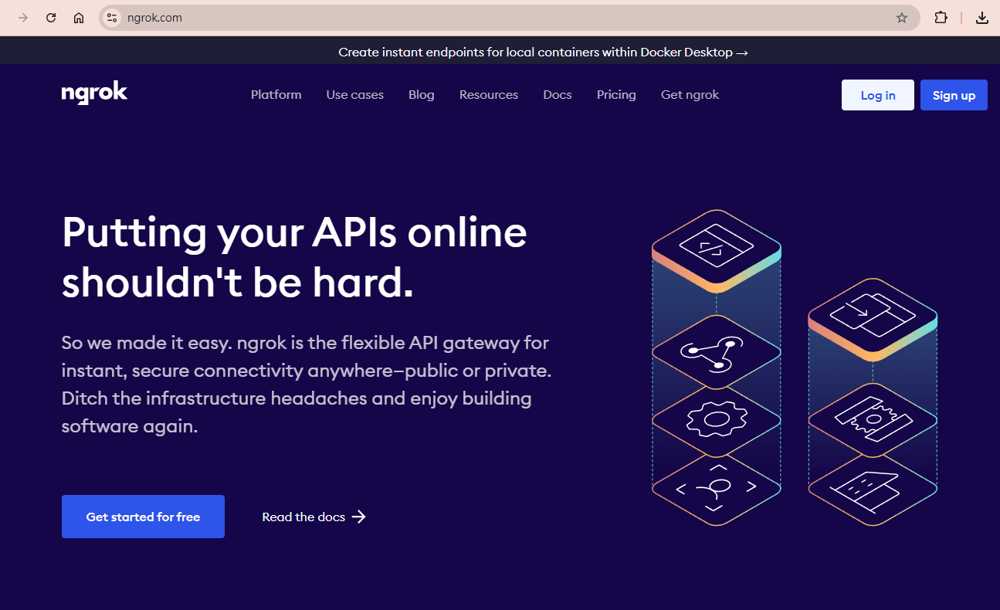 ngrok.com
Create instant endpoints for local containers within Docker Desktop →
ngrok
Platform
Use cases
Blog
Resources
Docs
Pricing
Get ngrok
Log in
Sign up
Putting your APIs online
shouldn't be hard.
So we made it easy. ngrok is the flexible API gateway for
instant, secure connectivity anywhere—public or private.
Ditch the infrastructure headaches and enjoy building
software again.
Get started for free
Read the docs →